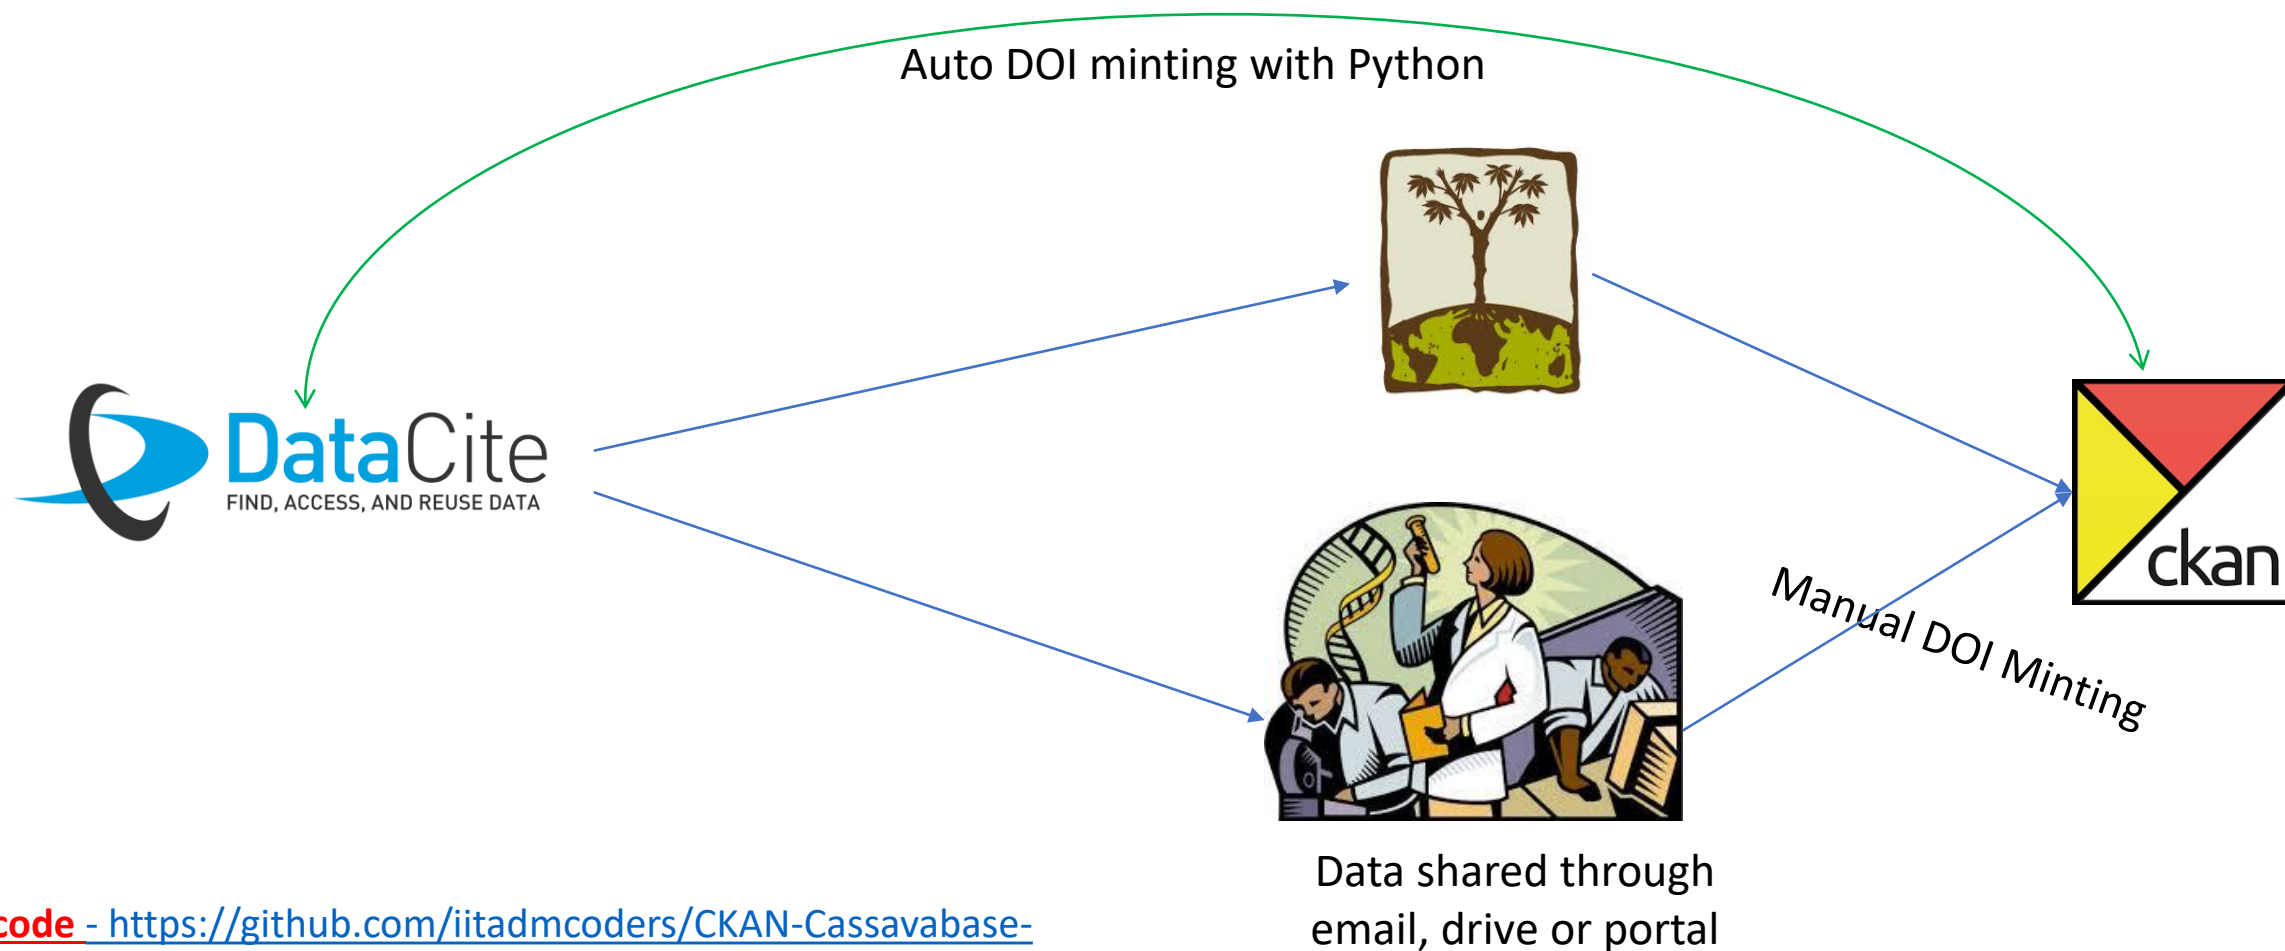 Auto DOI minting with Python
DataCite
FIND, ACCESS, AND REUSE DATA
ckan
Manual DOI Minting
Data shared through
email, drive or portal
code - https://github.com/iitadmcoders/CKAN-Cassavabase-